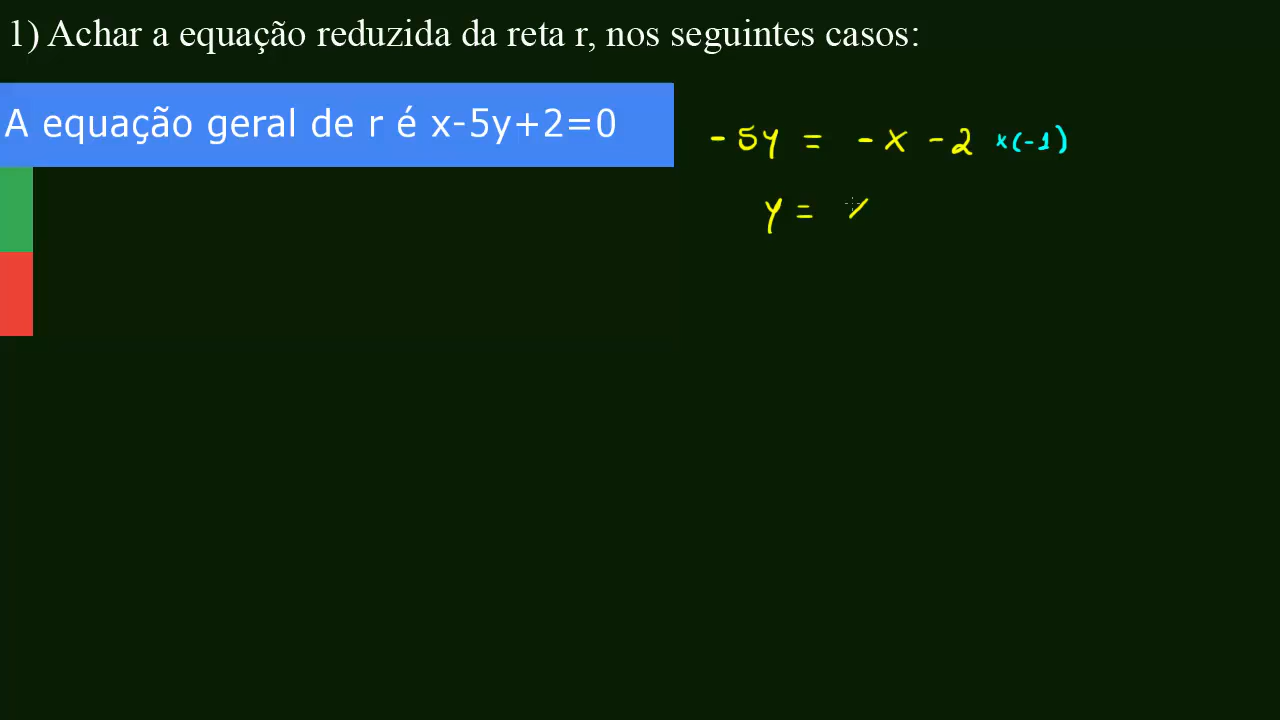 1) Achar a equação reduzida da reta r, nos seguintes casos:
A equação geral de r é x-5y+2=0
- 5y = - x - 2 ×(-1)
y =